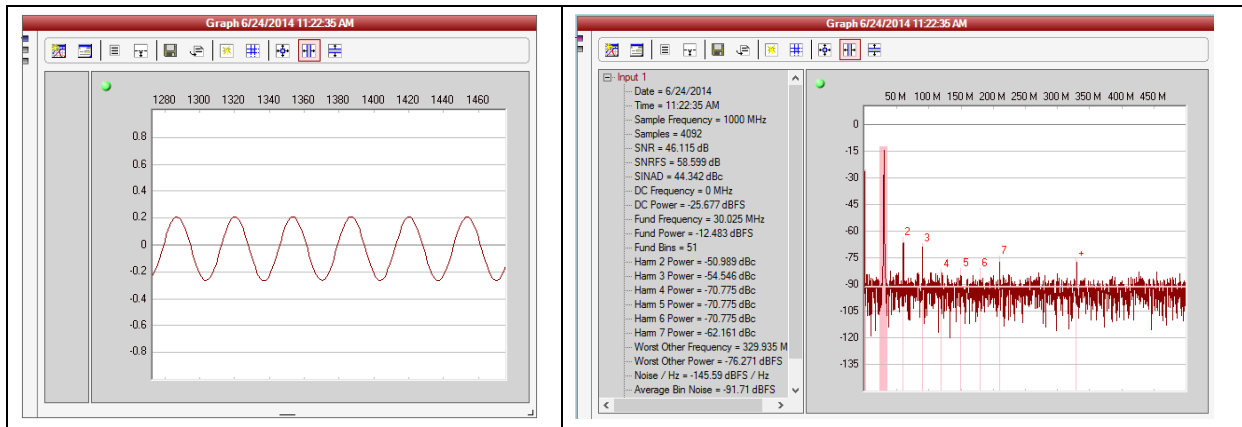 Graph 6/24/2014 11:22:35 AM
1280 1300 1320 1340 1360 1380 1400 1420 1440 1460
0.8
0.6
0.4
0.2
0
-0.2
-0.4
-0.6
-0.8
Graph 6/24/2014 11:22:35 AM
Input 1
Date = 6/24/2014
Time = 11:22:35 AM
Sample Frequency = 1000 MHz
Samples = 4092
SNR = 46.115 dB
SNRFS = 58.599 dB
SINAD = 44.342 dBc
DC Frequency = 0 MHz
DC Power = -25.677 dBFS
Fund Frequency = 30.025 MHz
Fund Power = -12.483 dBFS
Fund Bins = 51
Harm 2 Power = -50.989 dBc
Harm 3 Power = -54.546 dBc
Harm 4 Power = -70.775 dBc
Harm 5 Power = -70.775 dBc
Harm 6 Power = -70.775 dBc
Harm 7 Power = -62.161 dBc
Worst Other Frequency = 329.935 M
Worst Other Power = -76.271 dBFS
Noise / Hz = -145.59 dBFS / Hz
Average Bin Noise = -91.71 dBFS
50 M 100 M 150 M 200 M 250 M 300 M 350 M 400 M 450 M
0
-15
-30
-45
-60
-75
-90
-105
-120
-135
2 3 4 5 6 7 +